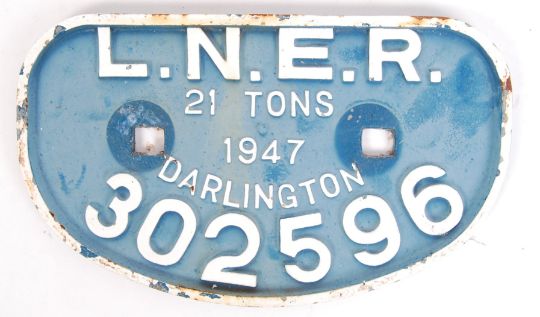 L.N.E.R.
21 TONS
1947
DARLINGTON
302596